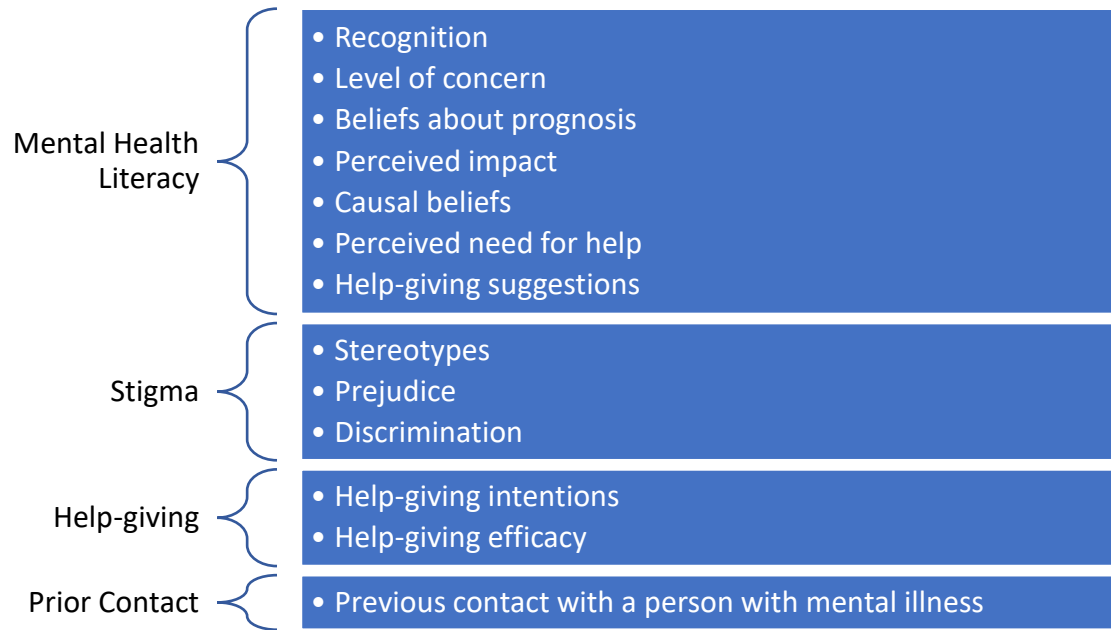 Mental Health
Literacy
• Recognition
• Level of concern
• Beliefs about prognosis
• Perceived impact
• Causal beliefs
• Perceived need for help
• Help-giving suggestions
Stigma
• Stereotypes
• Prejudice
• Discrimination
Help-giving
• Help-giving intentions
• Help-giving efficacy
Prior Contact
• Previous contact with a person with mental illness